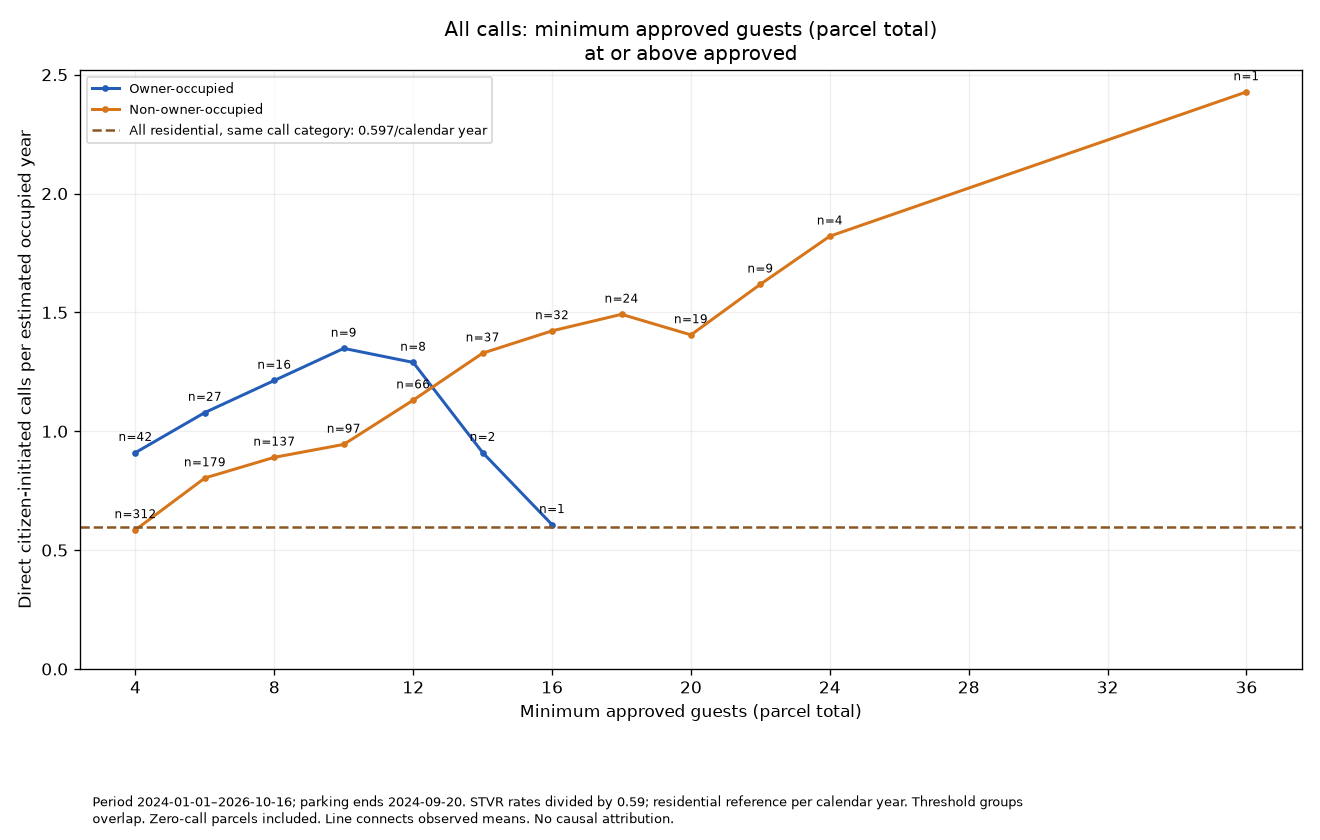 All calls: minimum approved guests (parcel total)
at or above approved
Direct citizen-initiated calls per estimated occupied year
Owner-occupied
Non-owner-occupied
All residential, same call category: 0.597/calendar year
2.5
2.0
1.5
1.0
0.5
0.0
n=42
n=27
n=16
n=9
n=8
n=2
n=1
n=312
n=179
n=137
n=97
n=66
n=37
n=32
n=24
n=19
n=9
n=4
n=1
4 8 12 16 20 24 28 32 36
Minimum approved guests (parcel total)
Period 2024-01-01–2026-10-16; parking ends 2024-09-20. STVR rates divided by 0.59; residential reference per calendar year. Threshold groups
overlap. Zero-call parcels included. Line connects observed means. No causal attribution.